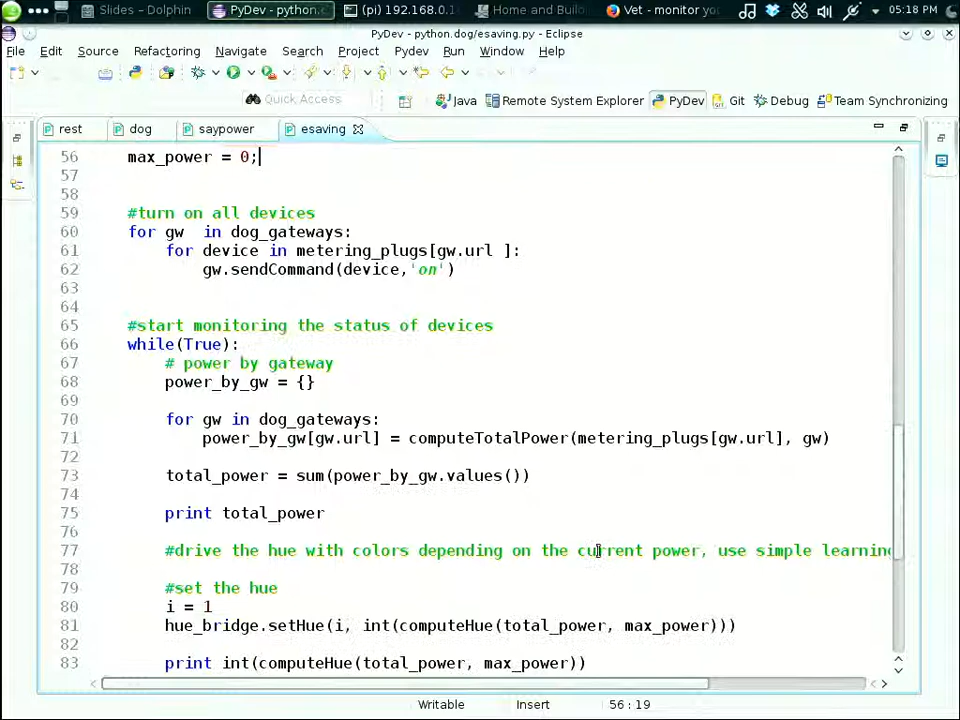 Slides – Dolphin
PyDev - python.
(pi) 192.168.0.1
Home and Buil
Vet - monitor yo
05:18 PM
PyDev - python.dog/esaving.py - Eclipse
File Edit Source Refactoring Navigate Search Project Pydev Run Window Help
Quick Access
Java Remote System Explorer PyDev Git Debug Team Synchronizing
rest dog saypower esaving
56 max_power = 0;
57
58
59 #turn on all devices
60 for gw  in dog_gateways:
61     for device in metering_plugs[gw.url ]:
62         gw.sendCommand(device,'on')
63
64
65 #start monitoring the status of devices
66 while(True):
67     # power by gateway
68     power_by_gw = {}
69
70     for gw in dog_gateways:
71         power_by_gw[gw.url] = computeTotalPower(metering_plugs[gw.url], gw)
72
73     total_power = sum(power_by_gw.values())
74
75     print total_power
76
77     #drive the hue with colors depending on the current power, use simple learning
78
79     #set the hue
80     i = 1
81     hue_bridge.setHue(i, int(computeHue(total_power, max_power)))
82
83     print int(computeHue(total_power, max_power))
Writable Insert 56 : 19